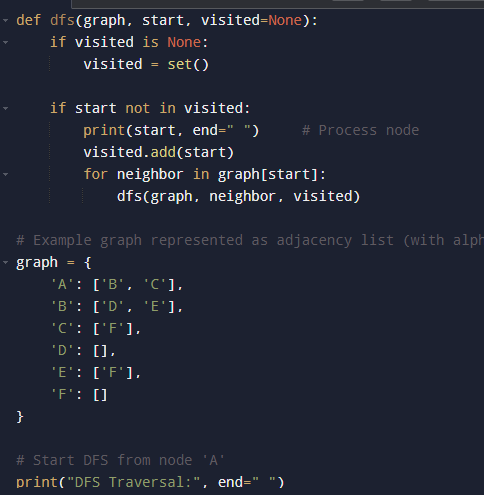 def dfs(graph, start, visited=None):
    if visited is None:
        visited = set()
    if start not in visited:
        print(start, end=" ")     # Process node
        visited.add(start)
        for neighbor in graph[start]:
            dfs(graph, neighbor, visited)
# Example graph represented as adjacency list (with alph
graph = {
    'A': ['B', 'C'],
    'B': ['D', 'E'],
    'C': ['F'],
    'D': [],
    'E': ['F'],
    'F': []
}
# Start DFS from node 'A'
print("DFS Traversal:", end=" ")